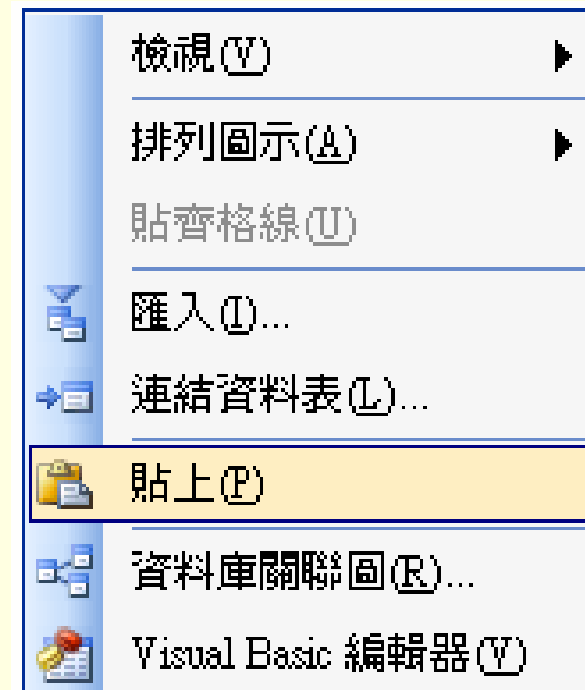 檢視(V)
排列圖示(A)
貼齊格線(U)
匯入(I)...
連結資料表(L)...
貼上(P)
資料庫關聯圖(R)...
Visual Basic 編輯器(V)